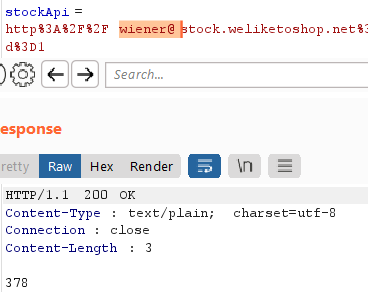 stockApi =
http%3A%2F%2F wiener@ stock.weliketoshop.net%3
d%3D1
Search...
esponse
retty Raw Hex Render \n
HTTP/1.1 200 OK
Content-Type : text/plain; charset=utf-8
Connection : close
Content-Length : 3
378